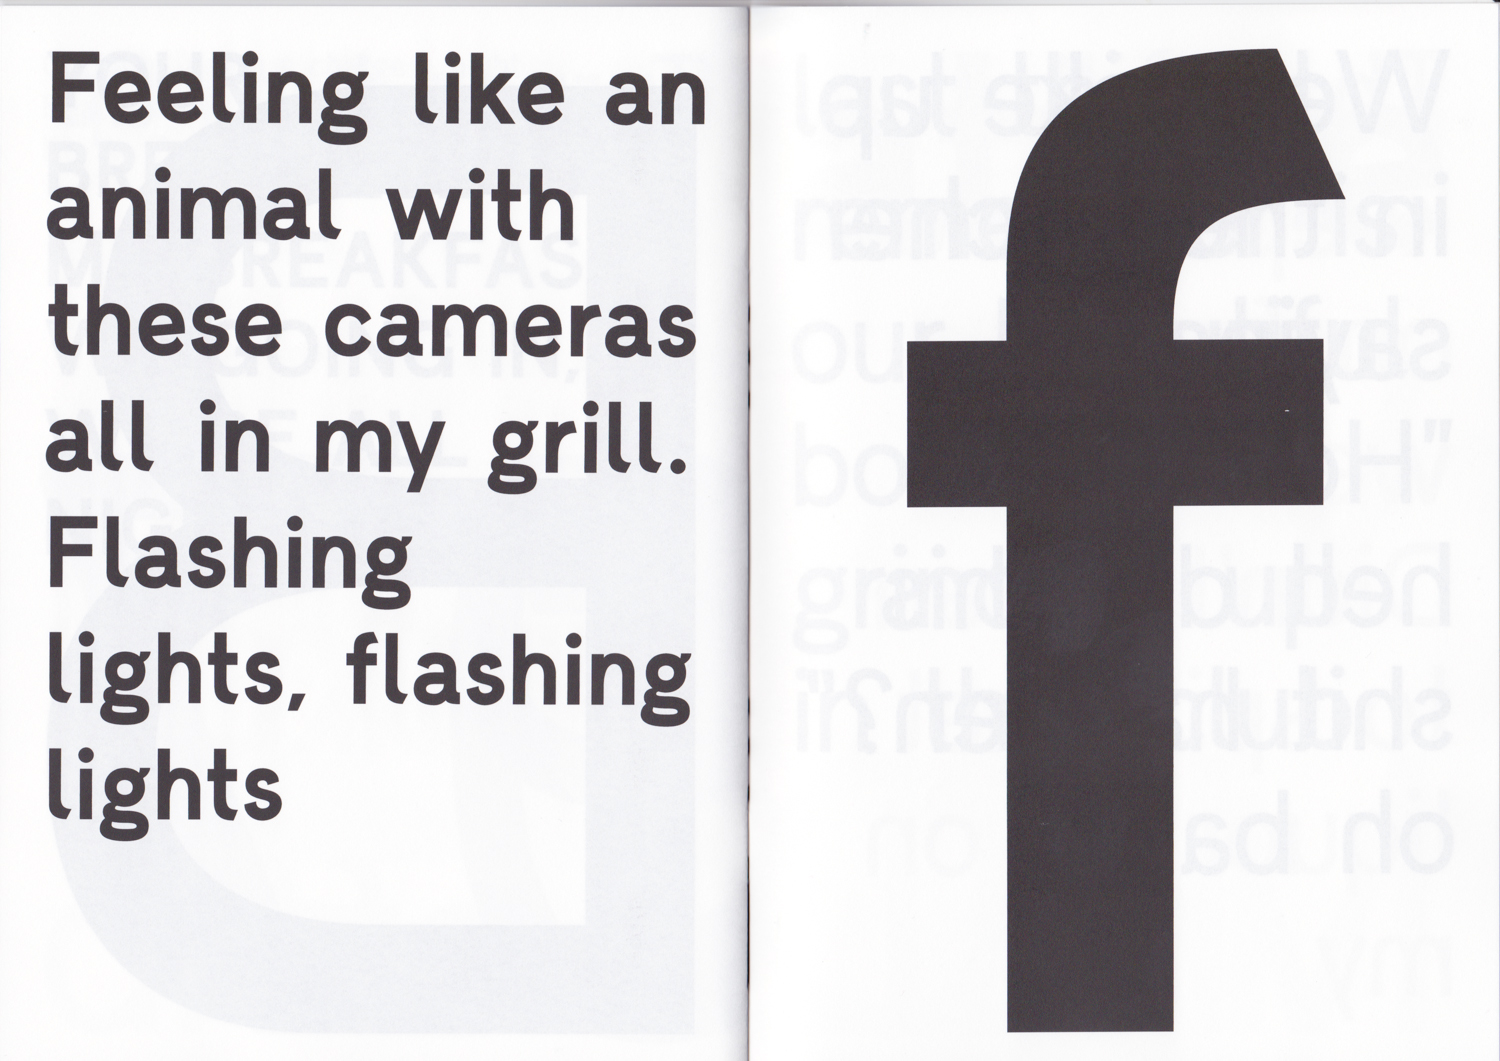 Feeling like an
animal with
these cameras
all in my grill.
Flashing
lights, flashing
lights
f